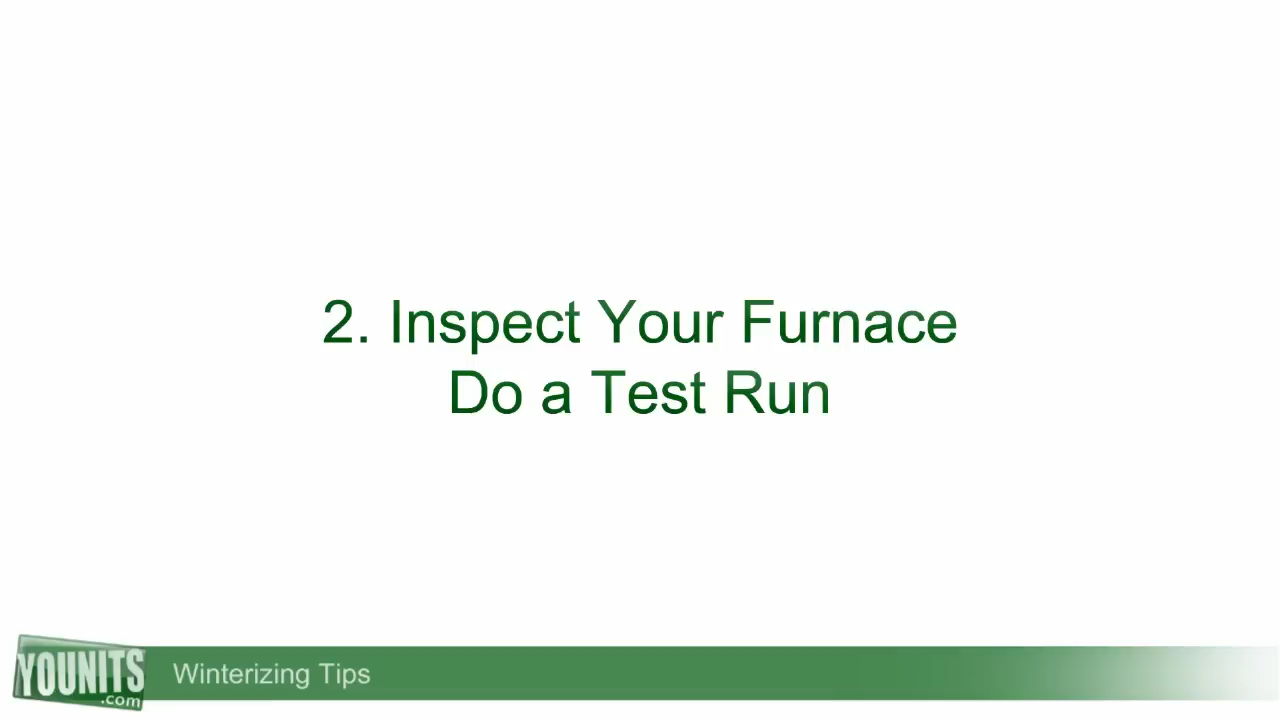 2. Inspect Your Furnace
Do a Test Run
YOUNITS
.com
Winterizing Tips